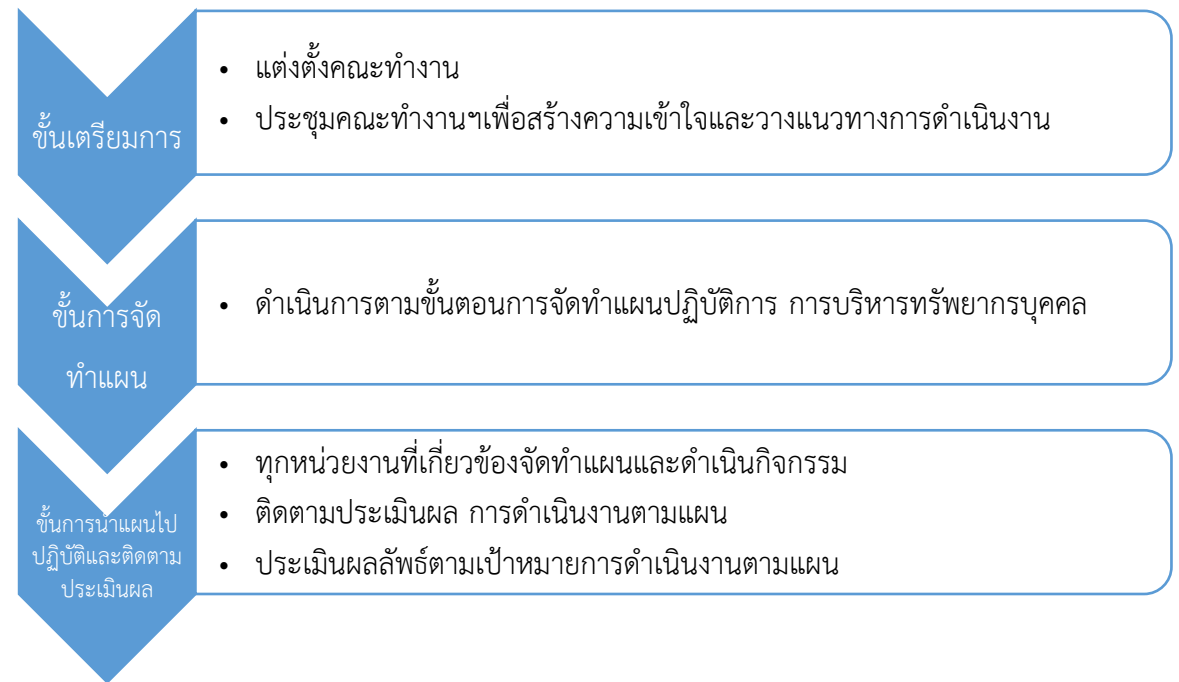 ขั้นเตรียมการ
• แต่งตั้งคณะทำงาน
• ประชุมคณะทำงานฯเพื่อสร้างความเข้าใจและวางแนวทางการดำเนินงาน
ขั้นการจัด
ทำแผน
• ดำเนินการตามขั้นตอนการจัดทำแผนปฏิบัติการ การบริหารทรัพยากรบุคคล
ขั้นการนำแผนไป
ปฏิบัติและติดตาม
ประเมินผล
• ทุกหน่วยงานที่เกี่ยวข้องจัดทำแผนและดำเนินกิจกรรม
• ติดตามประเมินผล การดำเนินงานตามแผน
• ประเมินผลลัพธ์ตามเป้าหมายการดำเนินงานตามแผน